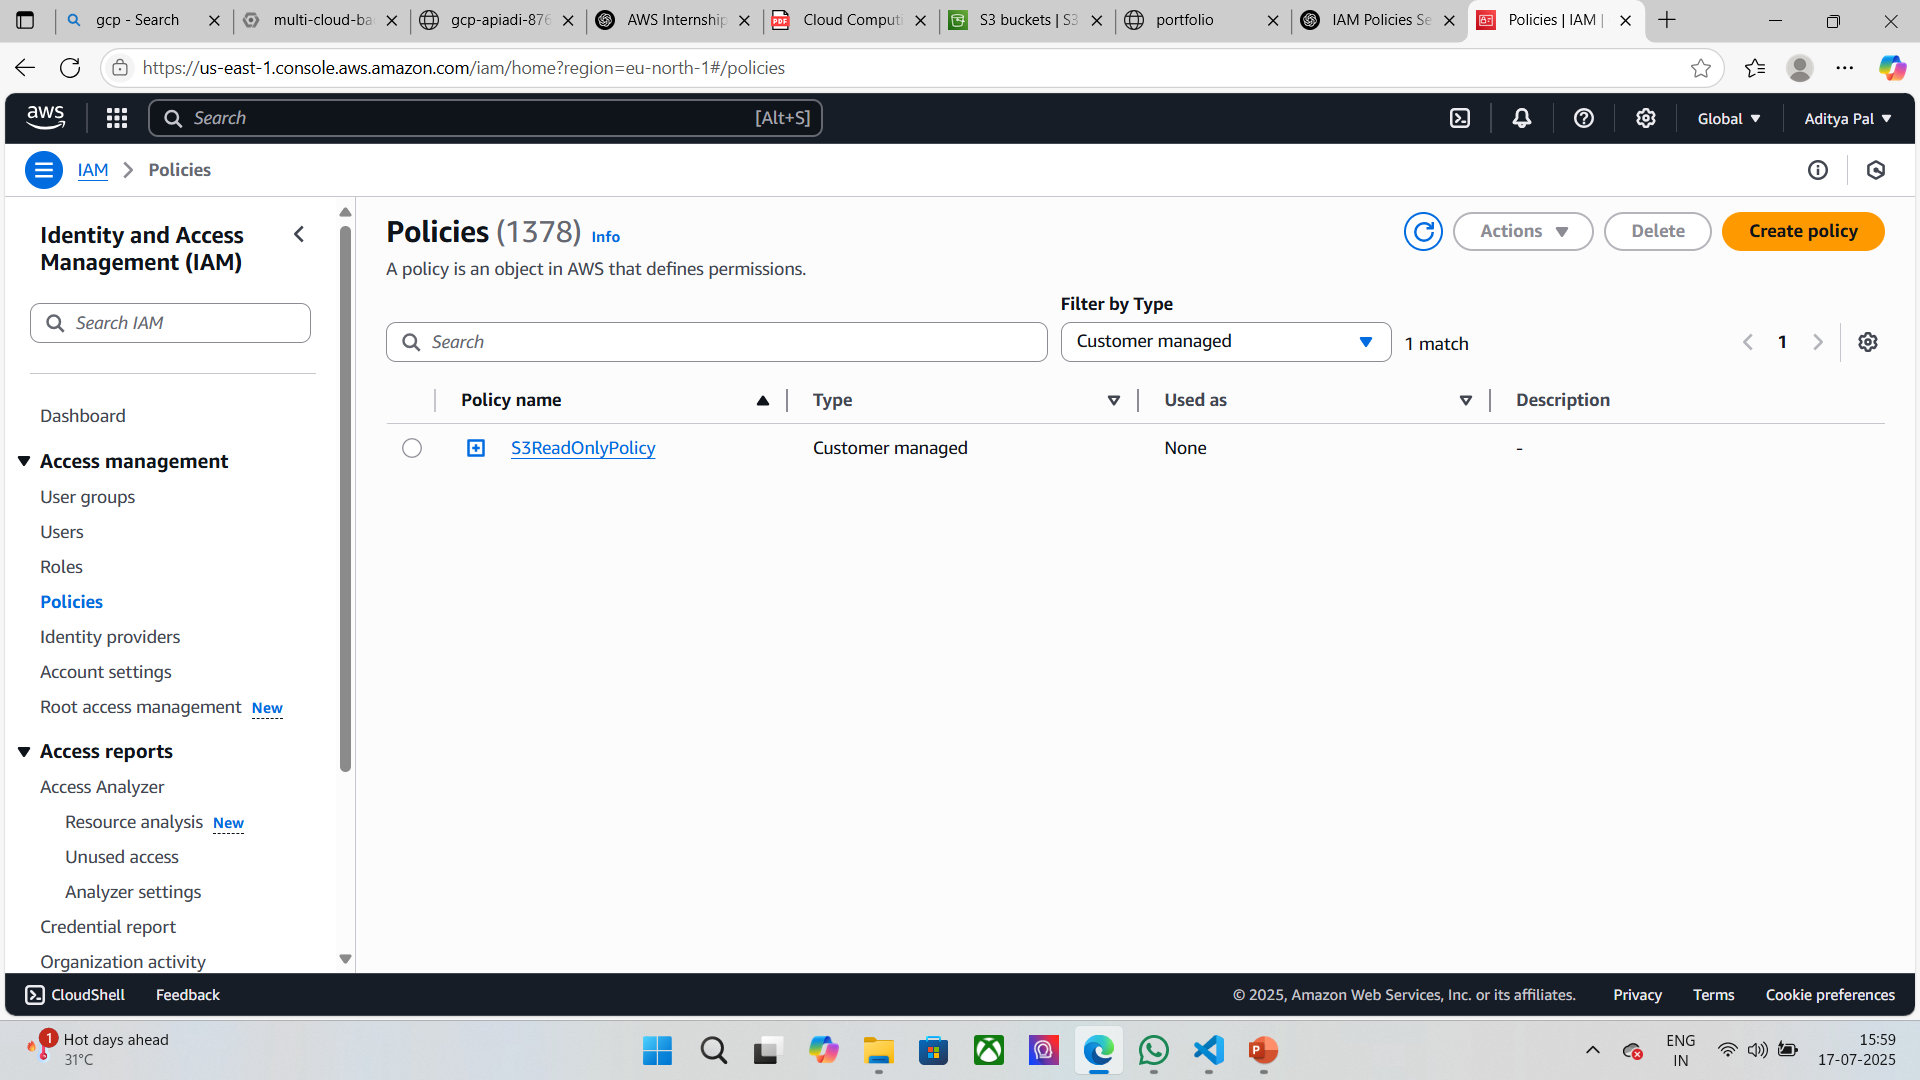 gcp - Search
multi-cloud-ba
gcp-apiadi-876
AWS Internship
Cloud Computi
S3 buckets | S3
portfolio
IAM Policies Se
Policies | IAM |
https://us-east-1.console.aws.amazon.com/iam/home?region=eu-north-1#/policies
aws
Search
[Alt+S]
Global
Aditya Pal
IAM
Policies
Identity and Access
Management (IAM)
Search IAM
Dashboard
Access management
User groups
Users
Roles
Policies
Identity providers
Account settings
Root access management New
Access reports
Access Analyzer
Resource analysis New
Unused access
Analyzer settings
Credential report
Organization activity
Policies (1378) Info
A policy is an object in AWS that defines permissions.
Actions
Delete
Create policy
Filter by Type
Search
Customer managed
1 match
1
Policy name
Type
Used as
Description
S3ReadOnlyPolicy
Customer managed
None
-
CloudShell
Feedback
© 2025, Amazon Web Services, Inc. or its affiliates.
Privacy
Terms
Cookie preferences
1
Hot days ahead
31°C
ENG
IN
15:59
17-07-2025